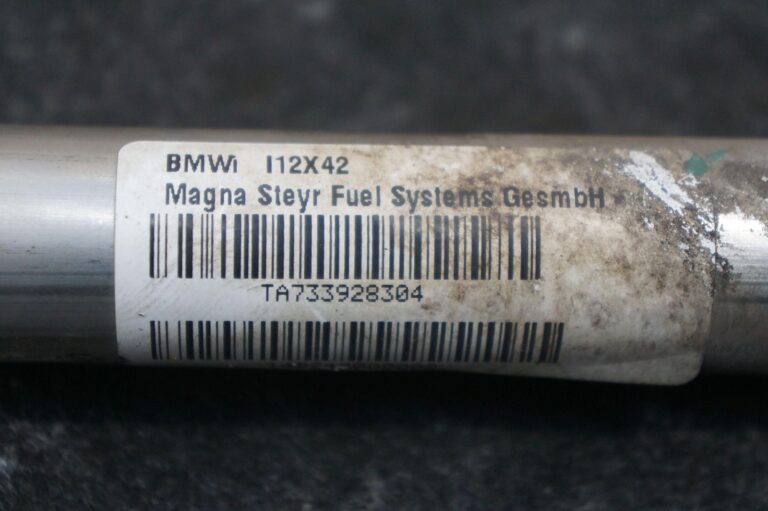 BMWi I12X42
Magna Steyr Fuel Systems GesmbH
TA733928304